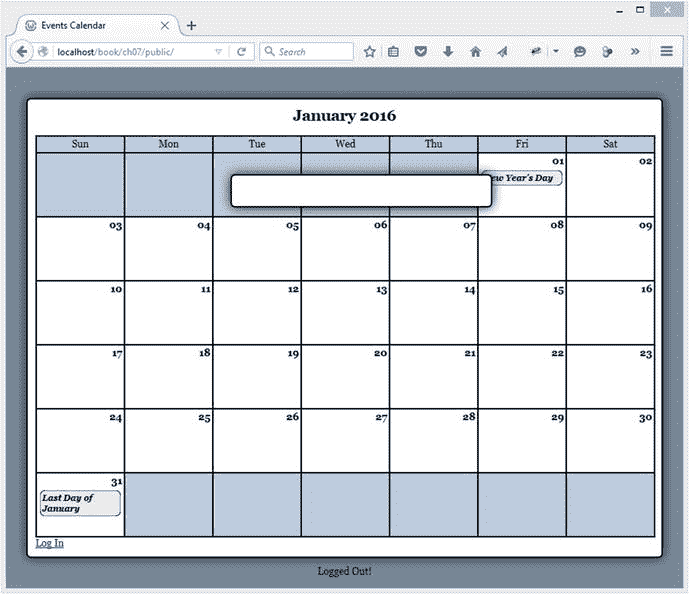 Events Calendar
localhost/book/ch07/public/
Search
January 2016
Sun Mon Tue Wed Thu Fri Sat
01 02
ew Year's Day
03 04 05 06 07 08 09
10 11 12 13 14 15 16
17 18 19 20 21 22 23
24 25 26 27 28 29 30
31
Last Day of
January
Log In
Logged Out!